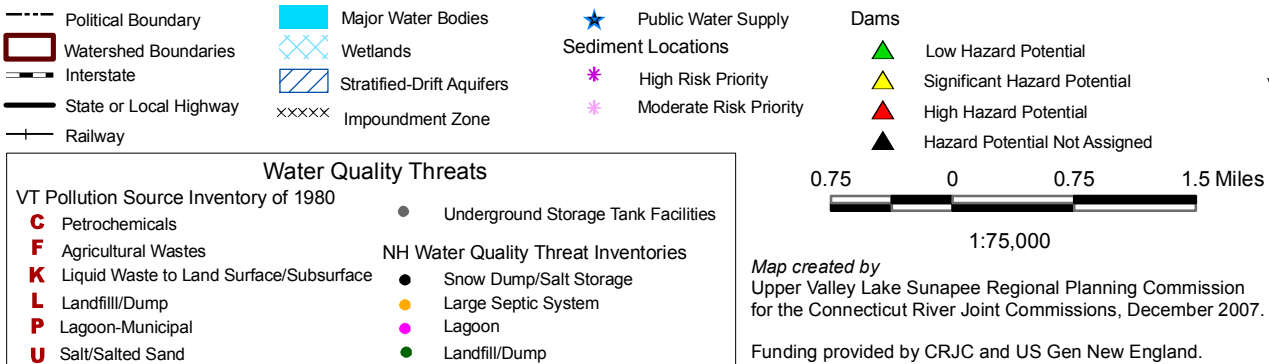 Political Boundary
Watershed Boundaries
Interstate
State or Local Highway
Railway
Major Water Bodies
Wetlands
Stratified-Drift Aquifers
Impoundment Zone
Public Water Supply
Sediment Locations
High Risk Priority
Moderate Risk Priority
Dams
Low Hazard Potential
Significant Hazard Potential
High Hazard Potential
Hazard Potential Not Assigned
Water Quality Threats
VT Pollution Source Inventory of 1980
C Petrochemicals
F Agricultural Wastes
K Liquid Waste to Land Surface/Subsurface
L Landfilll/Dump
P Lagoon-Municipal
U Salt/Salted Sand
Underground Storage Tank Facilities
NH Water Quality Threat Inventories
Snow Dump/Salt Storage
Large Septic System
Lagoon
Landfill/Dump
0.75 0 0.75 1.5 Miles
1:75,000
Map created by
Upper Valley Lake Sunapee Regional Planning Commission
for the Connecticut River Joint Commissions, December 2007.
Funding provided by CRJC and US Gen New England.